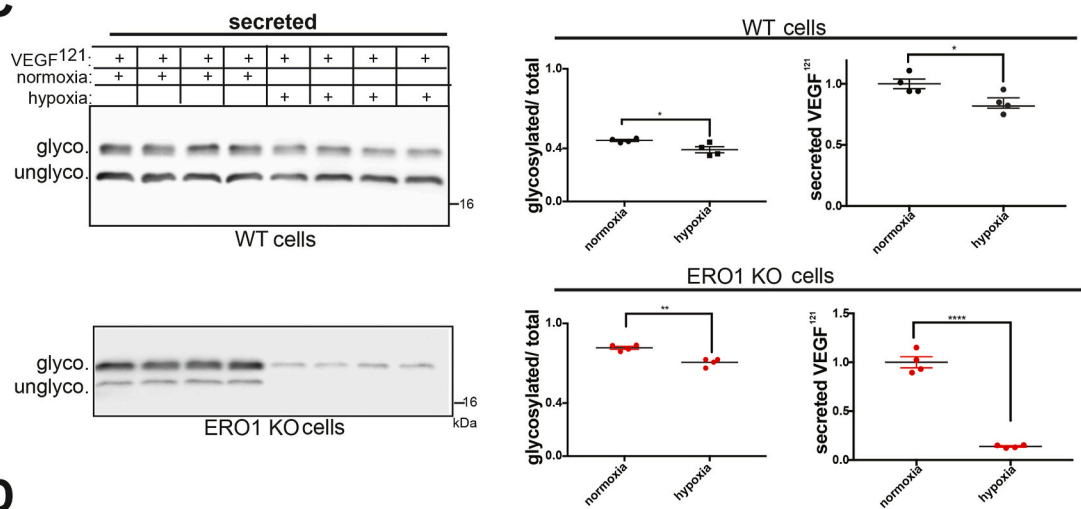 C
secreted
VEGF121: + + + + + + + +
normoxia: + + + +
hypoxia: + + + +
glyco.
unglyco.
16
WT cells
WT cells
glycosylated/ total
1.0
0.4
0.0
*
normoxia
hypoxia
secreted VEGF121
1.0
0.5
0.0
*
normoxia
hypoxia
glyco.
unglyco.
16
kDa
ERO1 KO cells
ERO1 KO cells
glycosylated/ total
1.0
0.4
0.0
**
normoxia
hypoxia
secreted VEGF121
1.5
1.0
0.5
0.0
****
normoxia
hypoxia